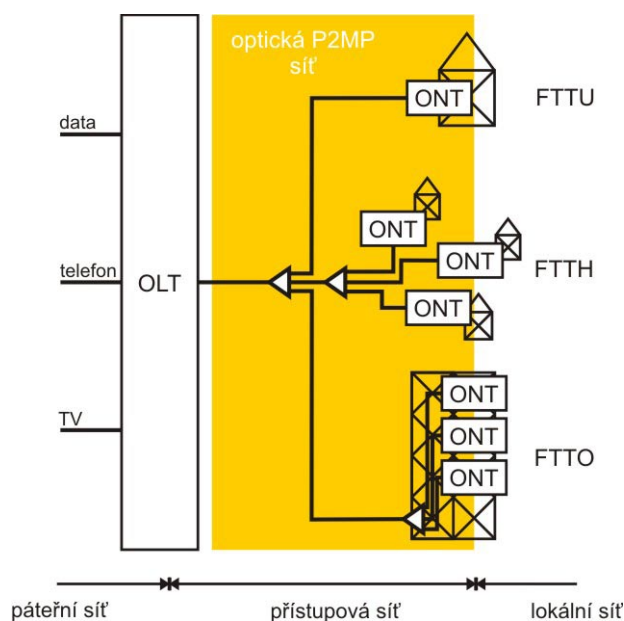 optická P2MP
síť
ONT
FTTU
data
ONT
telefon
OLT
ONT
FTTH
ONT
ONT
TV
ONT
FTTO
ONT
páteřní síť
přístupová síť
lokální síť